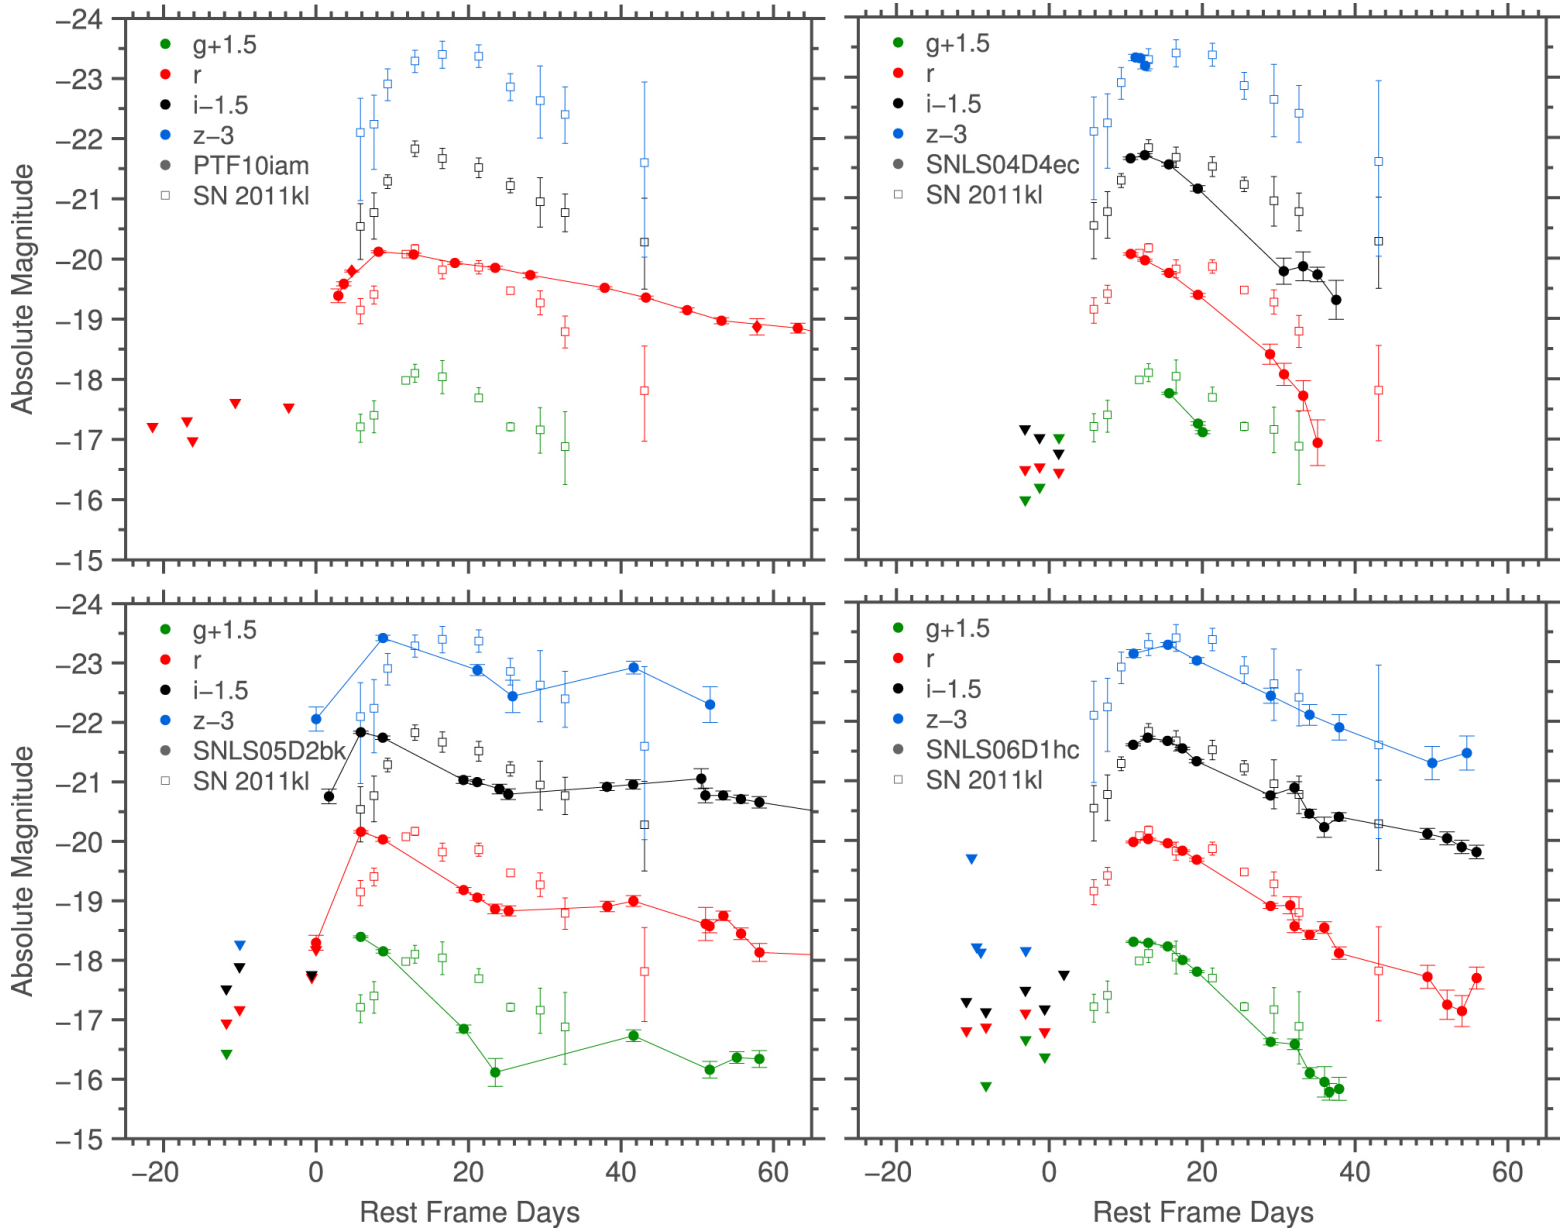 Absolute Magnitude
−24
−23
−22
−21
−20
−19
−18
−17
−16
−15
g+1.5
r
i−1.5
z−3
PTF10iam
SN 2011kl
g+1.5
r
i−1.5
z−3
SNLS04D4ec
SN 2011kl
Absolute Magnitude
−24
−23
−22
−21
−20
−19
−18
−17
−16
−15
g+1.5
r
i−1.5
z−3
SNLS05D2bk
SN 2011kl
−20 0 20 40 60
Rest Frame Days
g+1.5
r
i−1.5
z−3
SNLS06D1hc
SN 2011kl
−20 0 20 40 60
Rest Frame Days